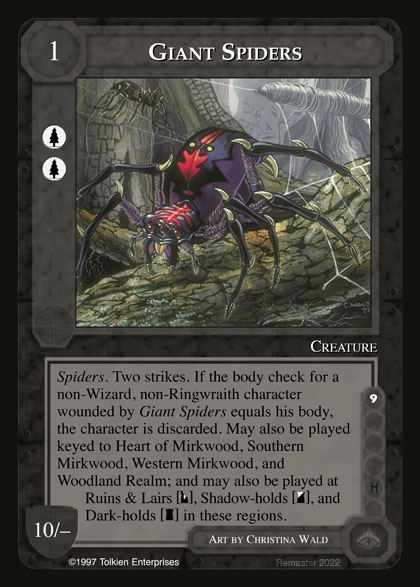 1
GIANT SPIDERS
C. WALD
97
CREATURE
Spiders. Two strikes. If the body check for a
non-Wizard, non-Ringwraith character
wounded by Giant Spiders equals his body,
the character is discarded. May also be played
keyed to Heart of Mirkwood, Southern
Mirkwood, Western Mirkwood, and
Woodland Realm; and may also be played at
Ruins & Lairs [], Shadow-holds [], and
Dark-holds [] in these regions.
9
10/–
ART BY CHRISTINA WALD
©1997 Tolkien Enterprises
Remaster 2022